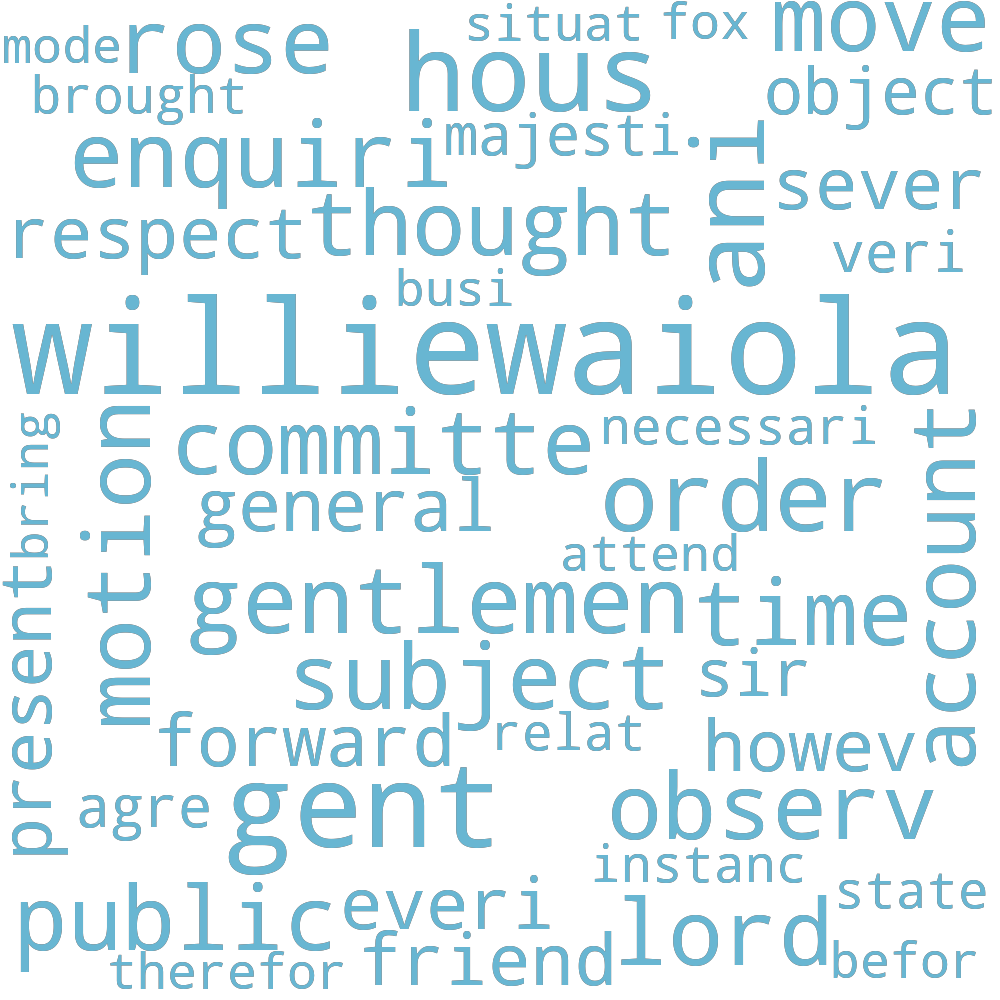 mode rose situat fox move
brought hous object
enquiri majesti ani sever
respect thought veri
busi
williewaiola
bring motion committe necessari account
general order
attend
present gentlemen time
subject sir
forward relat howev
agre gent observ
instanc
public everi lord state
therefor friend befor